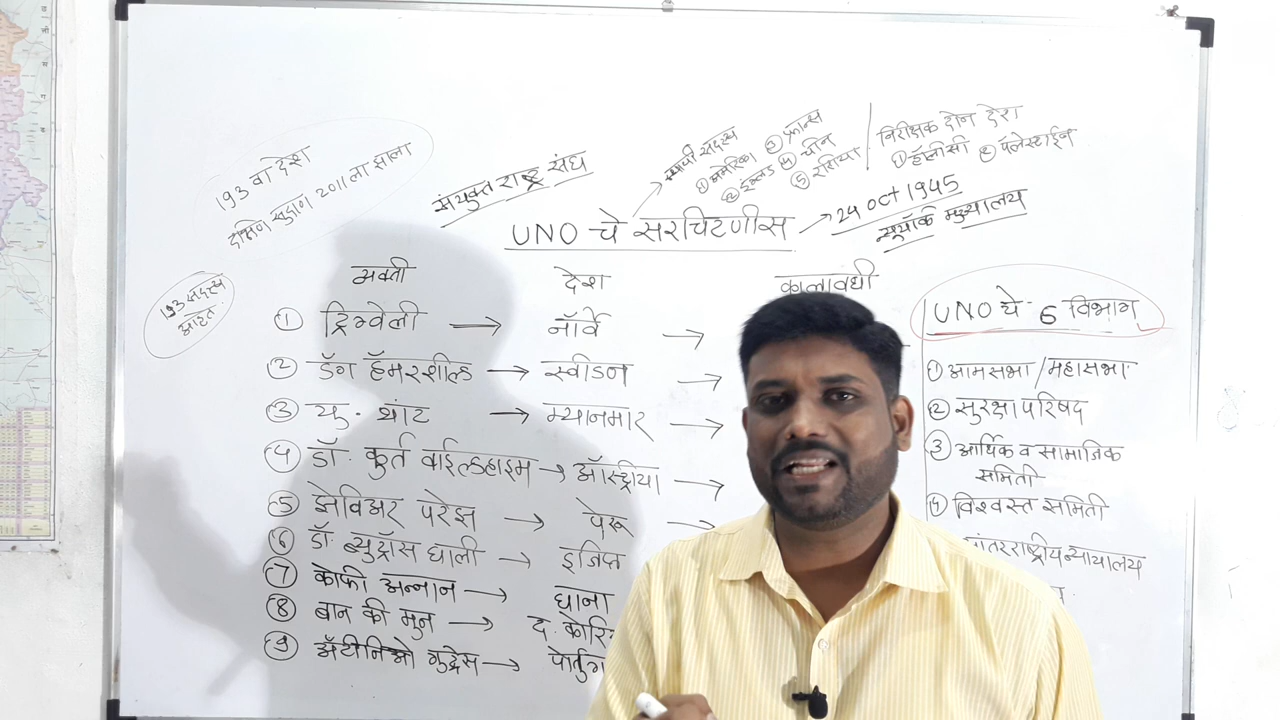 193 वा देश
दक्षिण सुदान 2011 ला झाला
193 सदस्य
आहेत.
संयुक्त राष्ट्र संघ
स्थायी सदस्य
① अमेरिका ③ फ्रान्स
② इंग्लंड ④ चीन
⑤ रशिया
निरीक्षक दोन देश
① हॅलीसी ② पॅलेस्टाईन
UNO चे सरचिटणीस → 24 OCT 1945
न्यूयॉर्क मुख्यालय
व्यक्ती देश कालावधी
① ट्रिग्वेली → नॉर्वे →
② डॅग हॅमरशील्ड → स्वीडन →
③ यु. थांट → म्यानमार →
④ डॉ. कुर्त वाईल्डहाइम → ऑस्ट्रीया →
⑤ झेविअर पेरेझ → पेरू →
⑥ डॉ. ब्युट्रॉस घाली → इजिप्त
⑦ कोफी अन्नान → घाना
⑧ बान की मुन → द. कोरि
⑨ अँटोनिओ गुट्रेस → पोर्तुग
UNO चे 6 विभाग
① आमसभा / महासभा
② सुरक्षा परिषद
③ आर्थिक व सामाजिक
समिती
④ विश्वस्त समिती
आंतरराष्ट्रीय न्यायालय